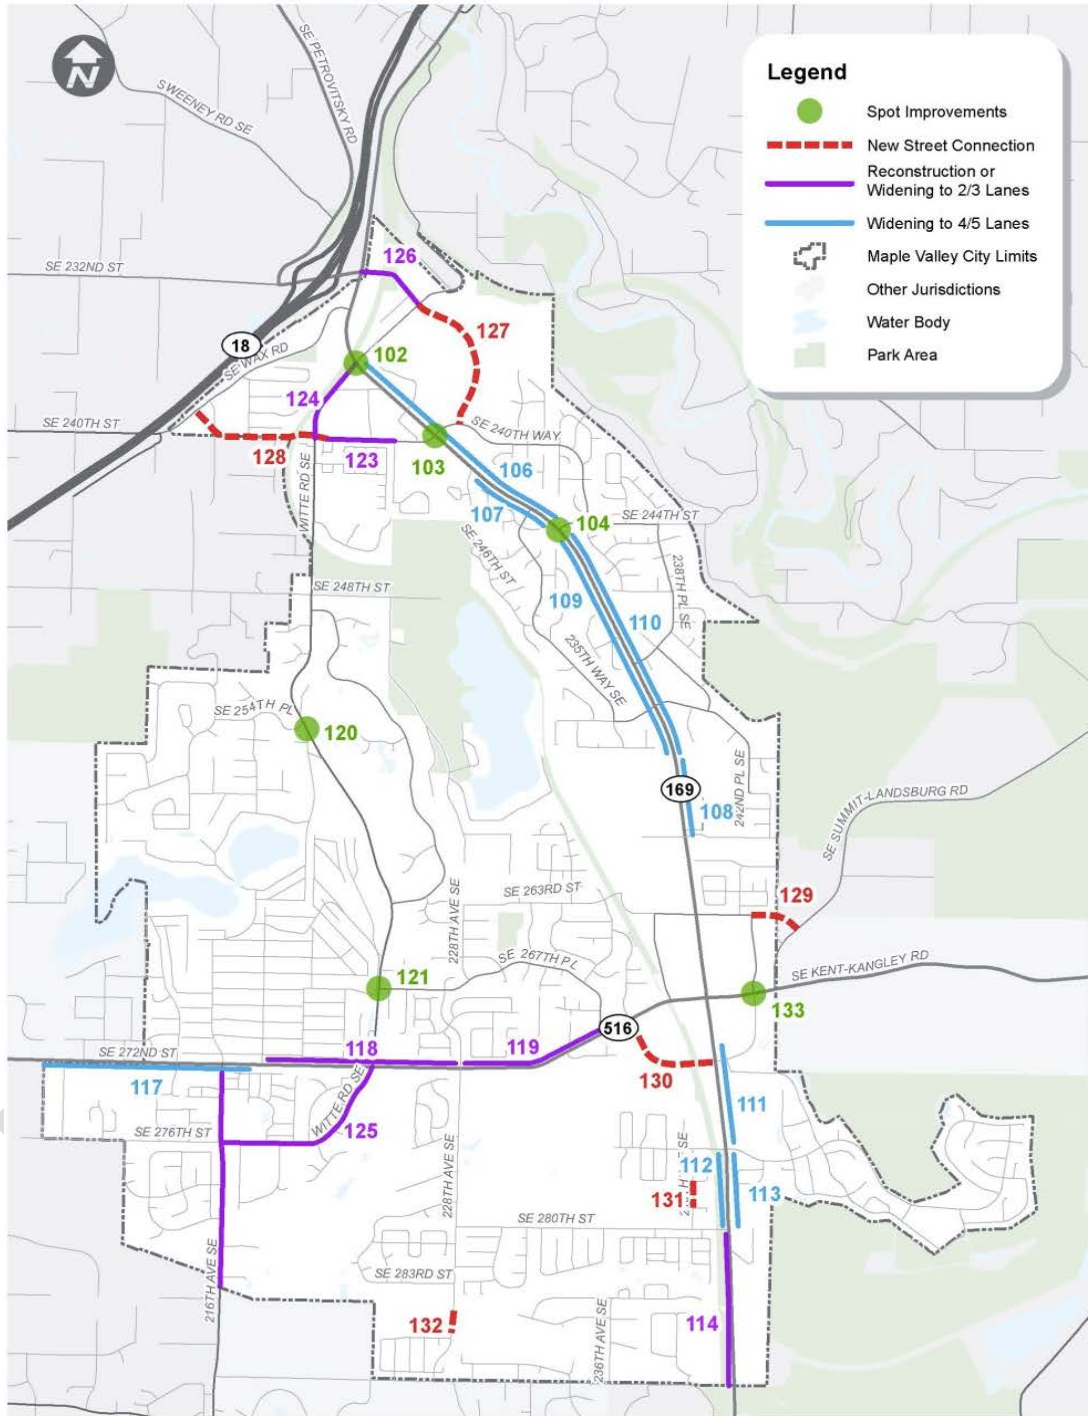 N
SE PETROVITSKY RD
SWEENEY RD SE
Legend
Spot Improvements
New Street Connection
Reconstruction or
Widening to 2/3 Lanes
Widening to 4/5 Lanes
Maple Valley City Limits
Other Jurisdictions
Water Body
Park Area
SE 232ND ST
126
127
18
SE WAX RD
102
124
SE 240TH ST
128
123
103
SE 240TH WAY
106
WITTE RD SE
107
104
SE 244TH ST
SE 246TH ST
238TH PL SE
SE 248TH ST
109
110
235TH WAY SE
SE 254TH PL
120
169
242ND PL SE
108
SE SUMMIT-LANDSBURG RD
SE 263RD ST
129
228TH AVE SE
SE 267TH PL
SE KENT-KANGLEY RD
121
133
516
SE 272ND ST
118
119
117
130
WITTE RD SE
111
SE 276TH ST
125
228TH AVE SE
112
SE
131
113
SE 280TH ST
216TH AVE SE
SE 283RD ST
132
236TH AVE SE
114